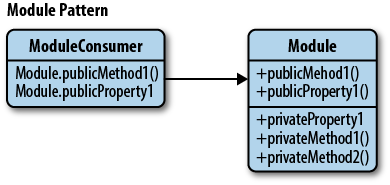 Module Pattern
ModuleConsumer
Module.publicMethod1()
Module.publicProperty1
Module
+publicMehod1()
+publicProperty1()
+privateProperty1
+privateMethod1()
+privateMethod2()